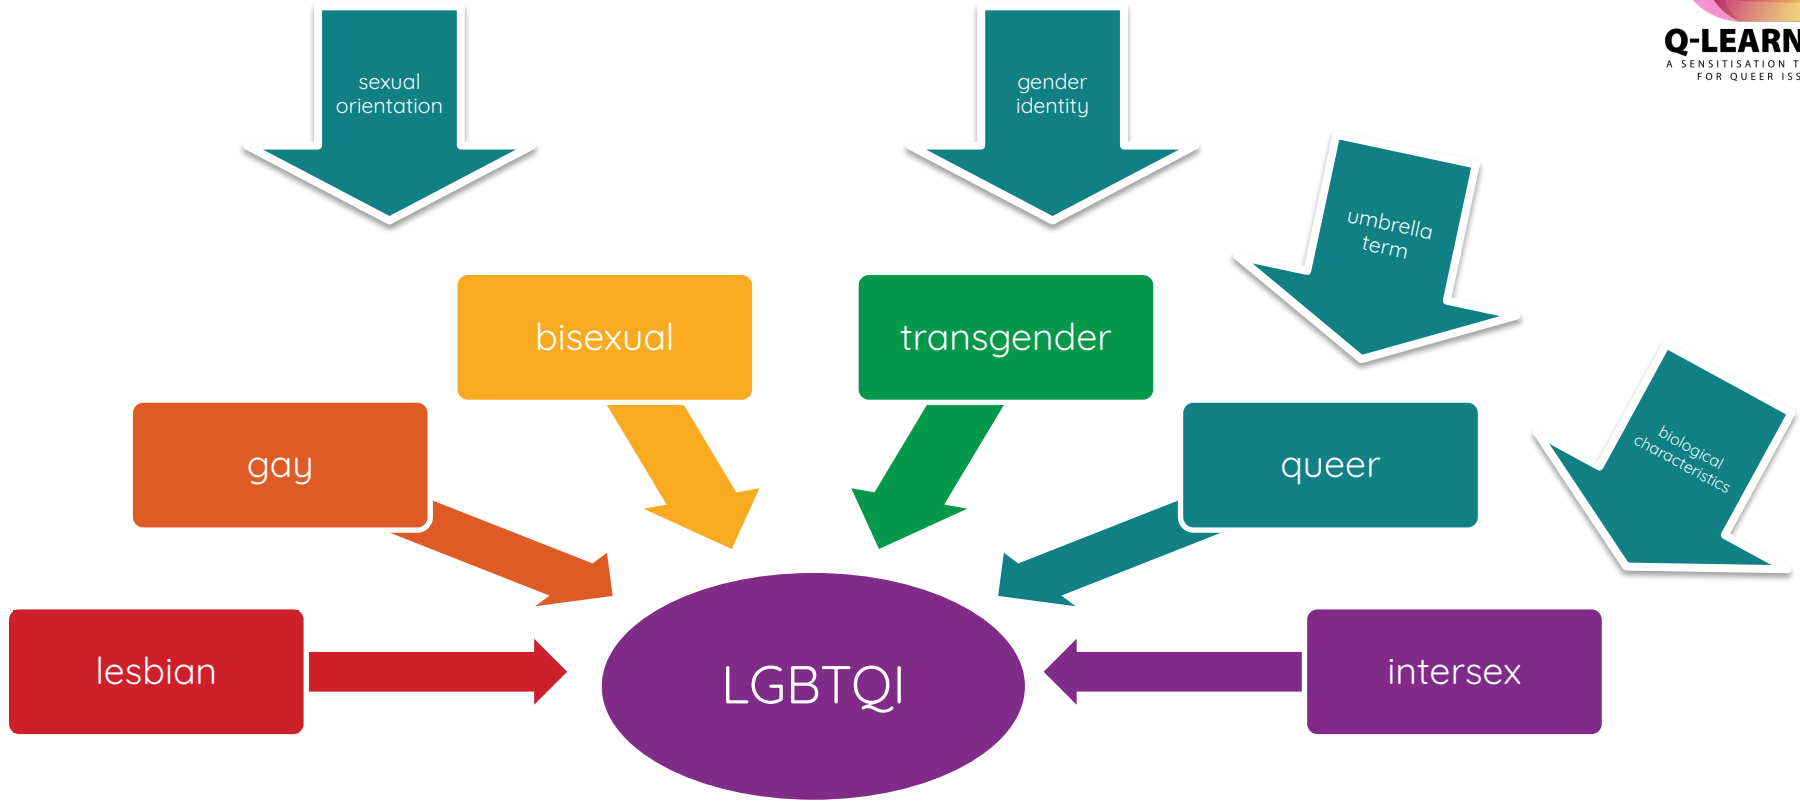 sexual
orientation
gender
identity
Q-LEARN
A SENSITISATION T
FOR QUEER ISS
umbrella
term
bisexual
transgender
biological
characteristics
gay
queer
lesbian
LGBTQI
intersex